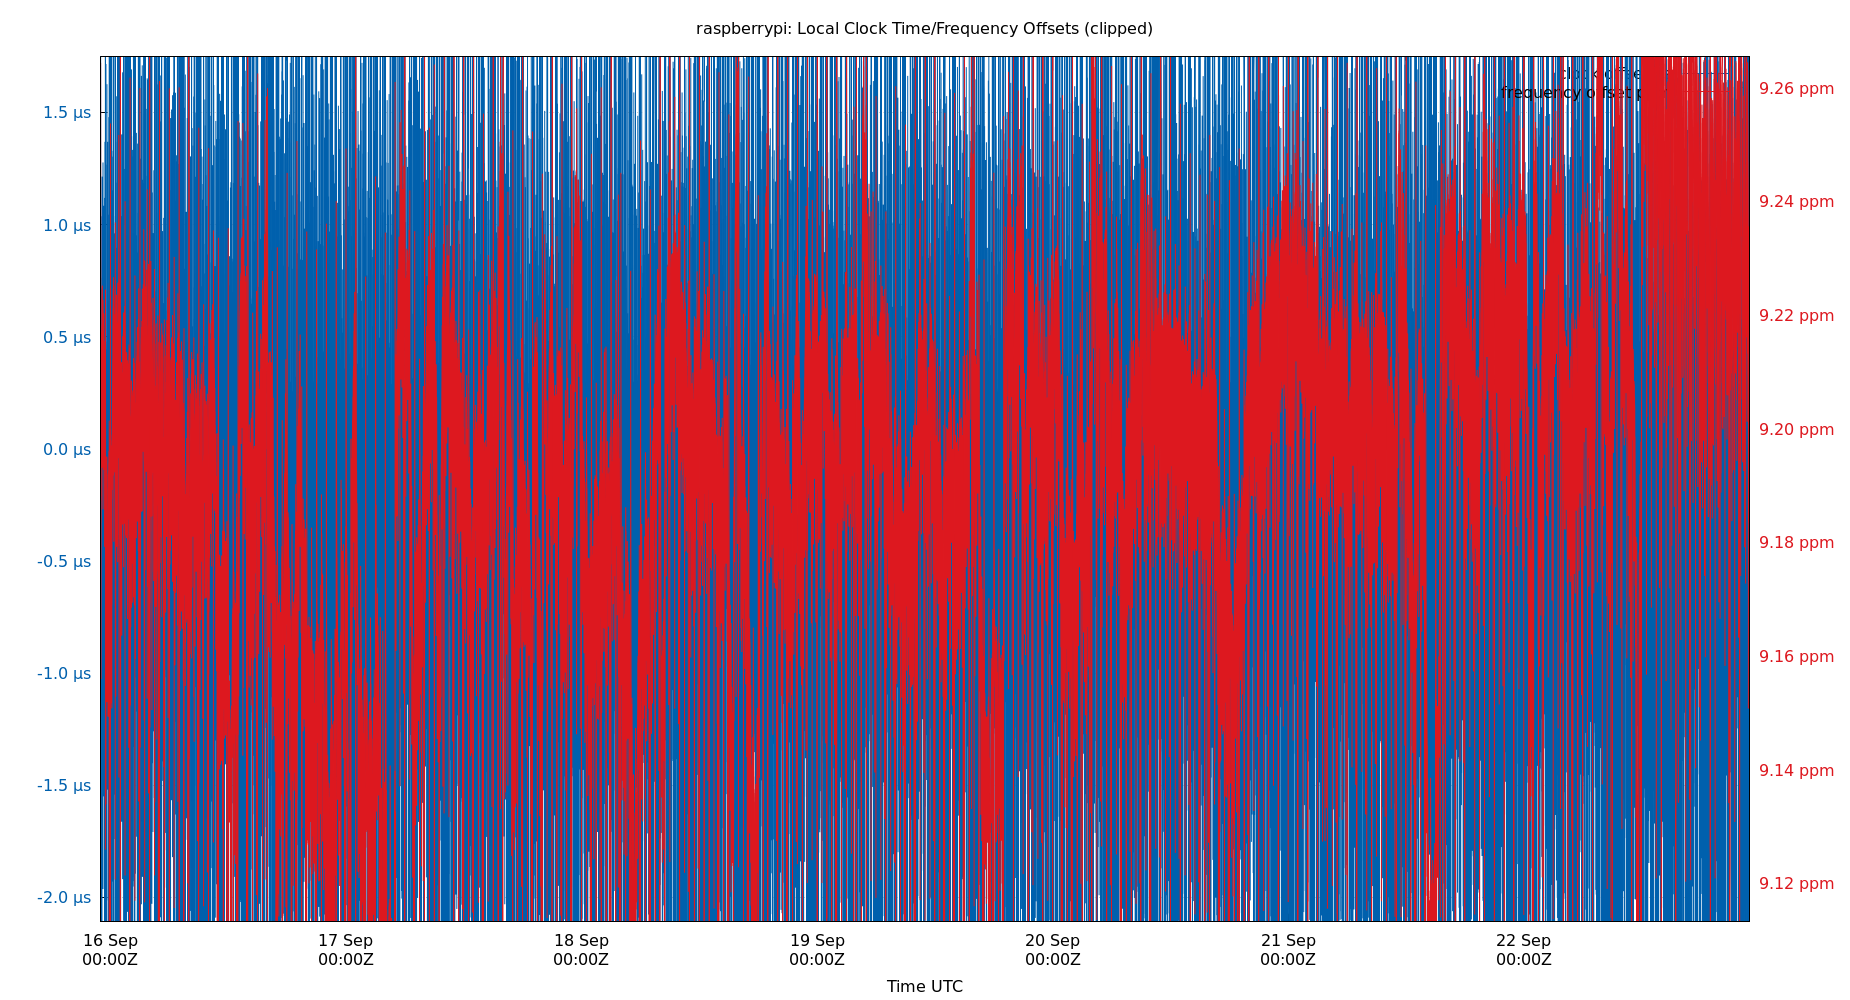 raspberrypi: Local Clock Time/Frequency Offsets (clipped)
frequency offset
1.5 µs
1.0 µs
0.5 µs
0.0 µs
-0.5 µs
-1.0 µs
-1.5 µs
-2.0 µs
9.26 ppm
9.24 ppm
9.22 ppm
9.20 ppm
9.18 ppm
9.16 ppm
9.14 ppm
9.12 ppm
16 Sep
00:00Z
17 Sep
00:00Z
18 Sep
00:00Z
19 Sep
00:00Z
20 Sep
00:00Z
21 Sep
00:00Z
22 Sep
00:00Z
Time UTC